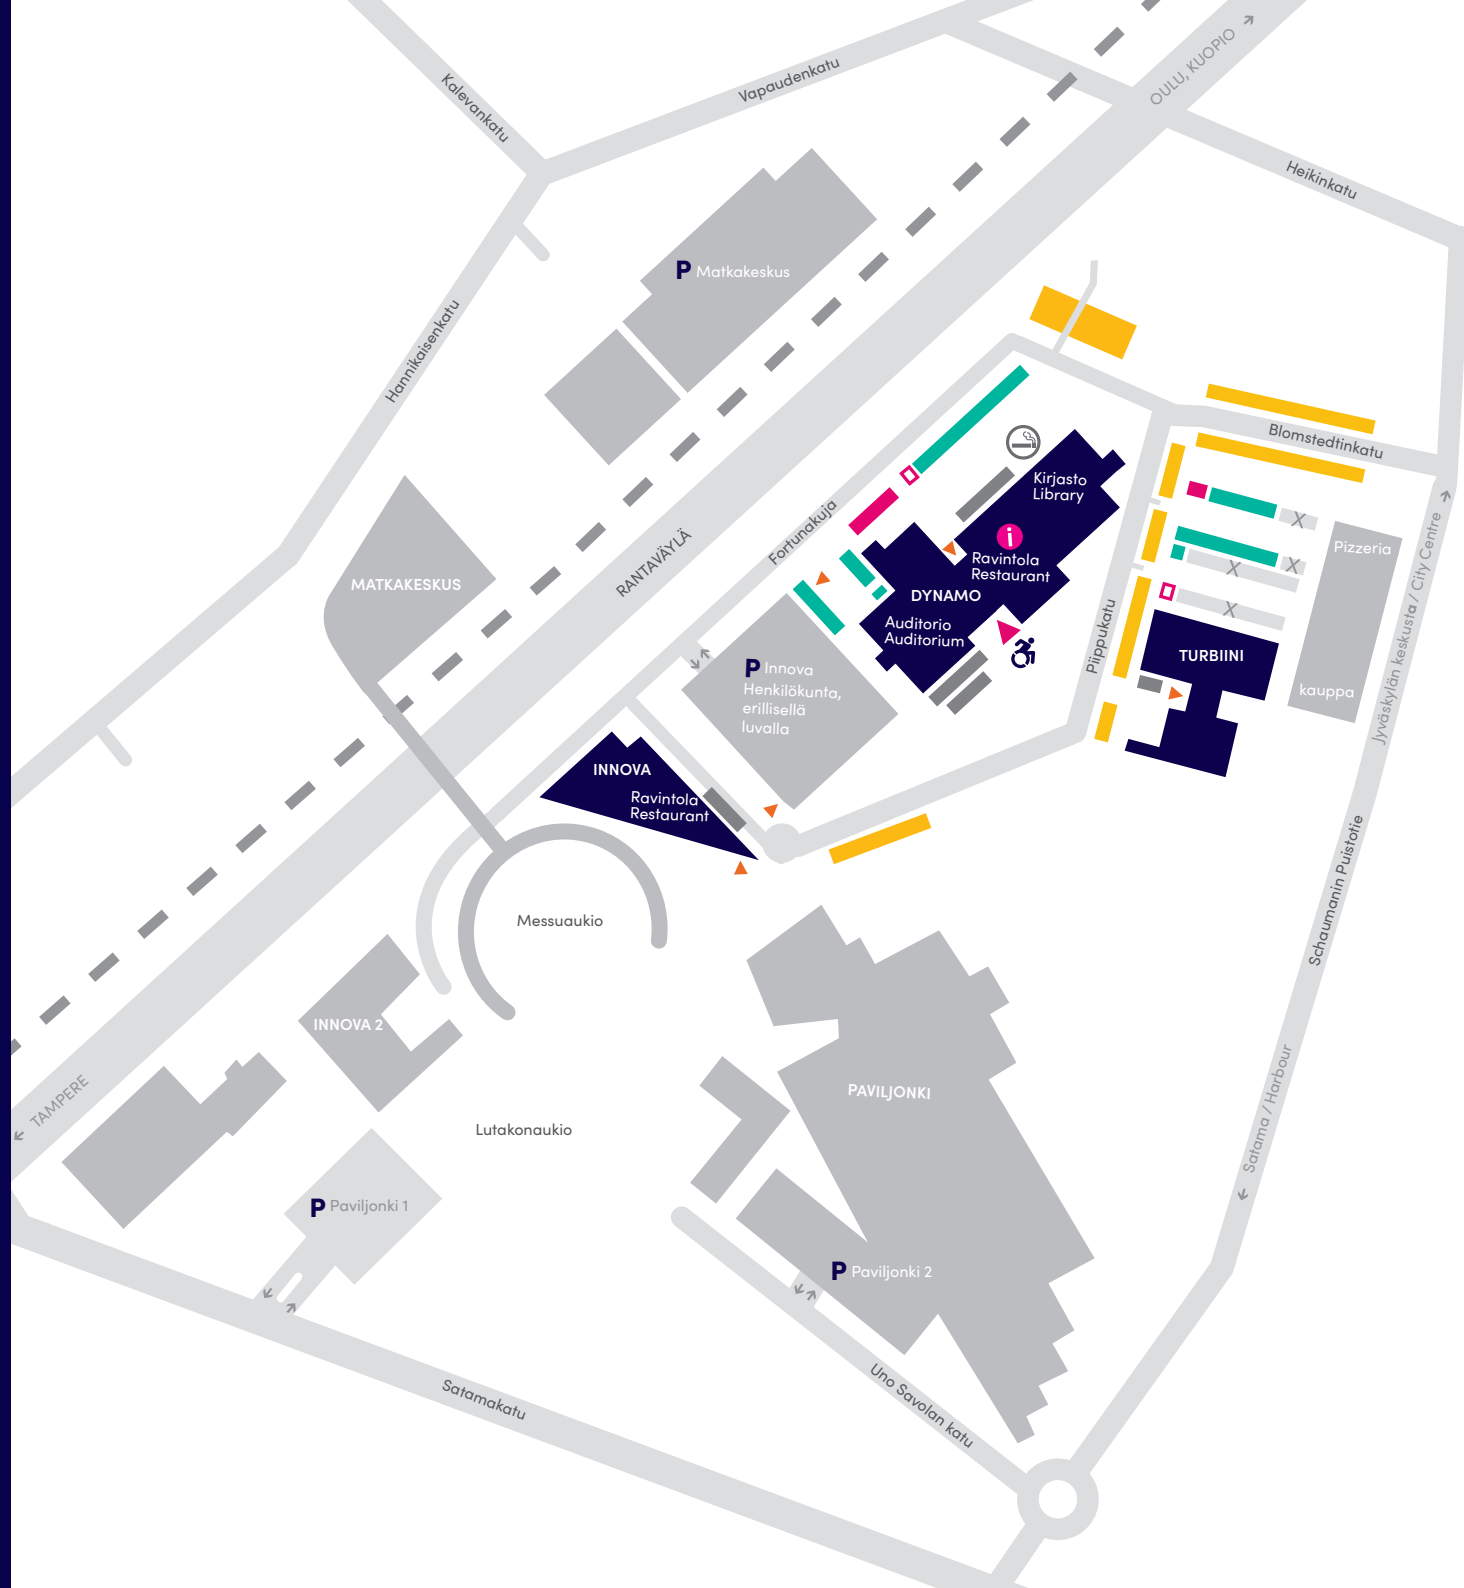 OULU, KUOPIO
Kalevankatu
Vapaudenkatu
Heikinkatu
P Matkakeskus
Hannikaisenkatu
Blomstedtinkatu
Kirjasto
Library
Fortunakuja
i
Ravintola
Restaurant
RANTAVÄYLÄ
MATKAKESKUS
DYNAMO
Auditorio
Auditorium
X
X
X
X
Pizzeria
kauppa
Piippukatu
TURBIINI
Jyväskylän keskusta / City Centre
P Innova
Henkilökunta,
erillisellä
luvalla
INNOVA
Ravintola
Restaurant
Schaumanin Puistotie
Messuaukio
INNOVA 2
TAMPERE
PAVILJONKI
Lutakonaukio
Satama / Harbour
P Paviljonki 1
P Paviljonki 2
Uno Savolan katu
Satamakatu